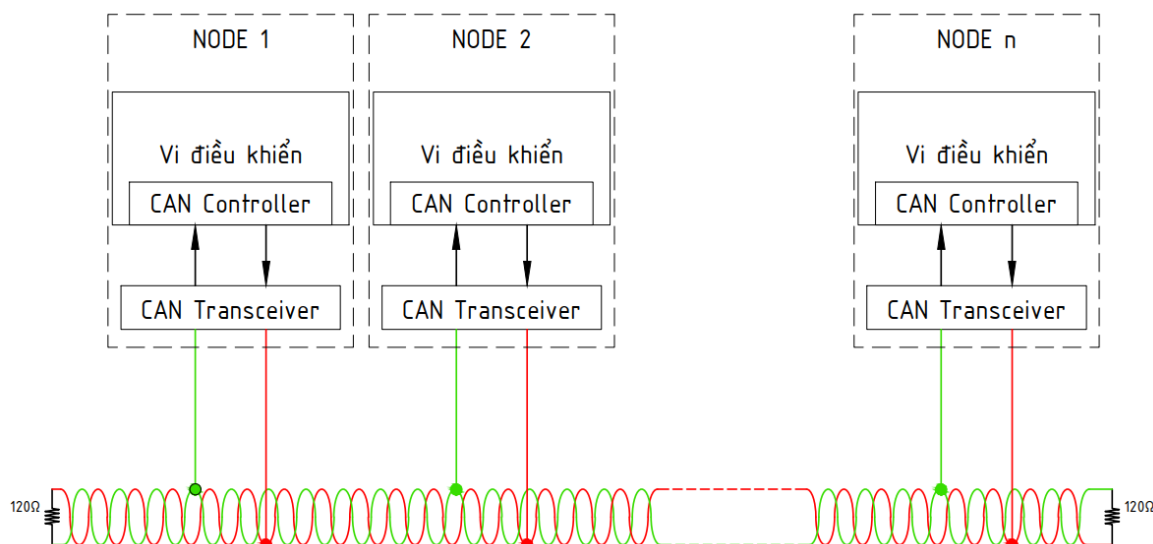 NODE 1
NODE 2
NODE n
Vi điều khiển
Vi điều khiển
Vi điều khiển
CAN Controller
CAN Controller
CAN Controller
CAN Transceiver
CAN Transceiver
CAN Transceiver
120Ω
120Ω